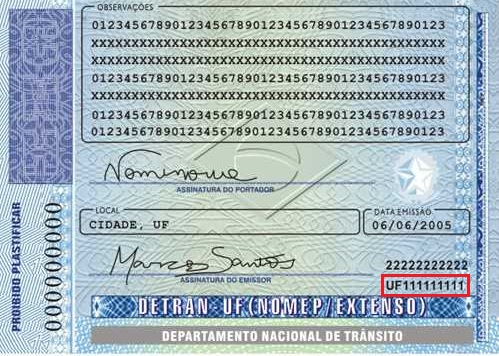 OBSERVAÇÕES
01234567890123456789012345678901234567890123
XXXXXXXXXXXXXXXXXXXXXXXXXXXXXXXXXXXXXXXXXXXX
XXXXXXXXXXXXXXXXXXXXXXXXXXXXXXXXXXXXXXXXXXXX
01234567890123456789012345678901234567890123
XXXXXXXXXXXXXXXXXXXXXXXXXXXXXXXXXXXXXXXXXXXX
01234567890123456789012345678901234567890123
01234567890123456789012345678901234567890123
Nominome
ASSINATURA DO PORTADOR
LOCAL
CIDADE, UF
DATA EMISSÃO
06/06/2005
Marcos Santos
ASSINATURA DO EMISSOR
22222222222
UF111111111
DETRAN UF(NOMEP/EXTENSO)
DEPARTAMENTO NACIONAL DE TRÂNSITO
PROIBIDO PLASTIFICAR
000000000